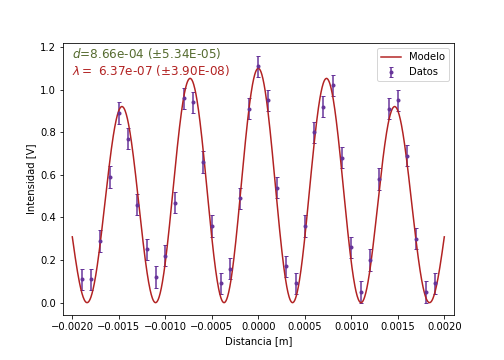 d=8.66e-04 (±5.34E-05)
λ= 6.37e-07 (±3.90E-08)
Modelo
Datos
Intensidad [V]
1.2
1.0
0.8
0.6
0.4
0.2
0.0
−0.0020 −0.0015 −0.0010 −0.0005 0.0000 0.0005 0.0010 0.0015 0.0020
Distancia [m]